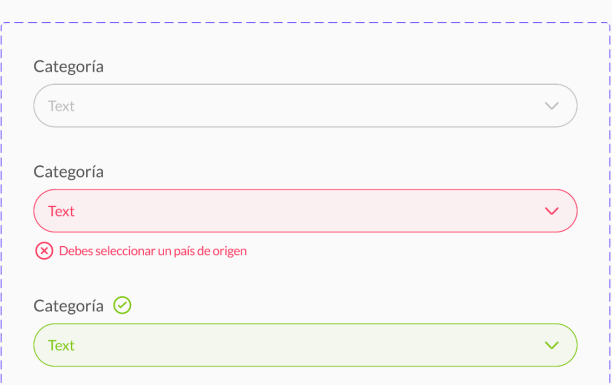 Categoría
Text
Categoría
Text
Debes seleccionar un país de origen
Categoría
Text